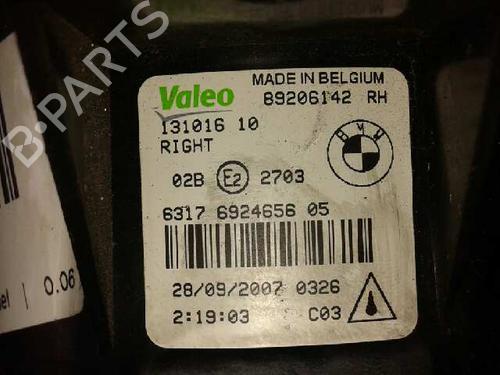 B-PARTS
Valeo
MADE IN BELGIUM
89206142 RH
131016 10
RIGHT
BMW
02B E2 2703
6317 6924656 05
28/09/2007 0326
2:19:03 C03
| 0.06